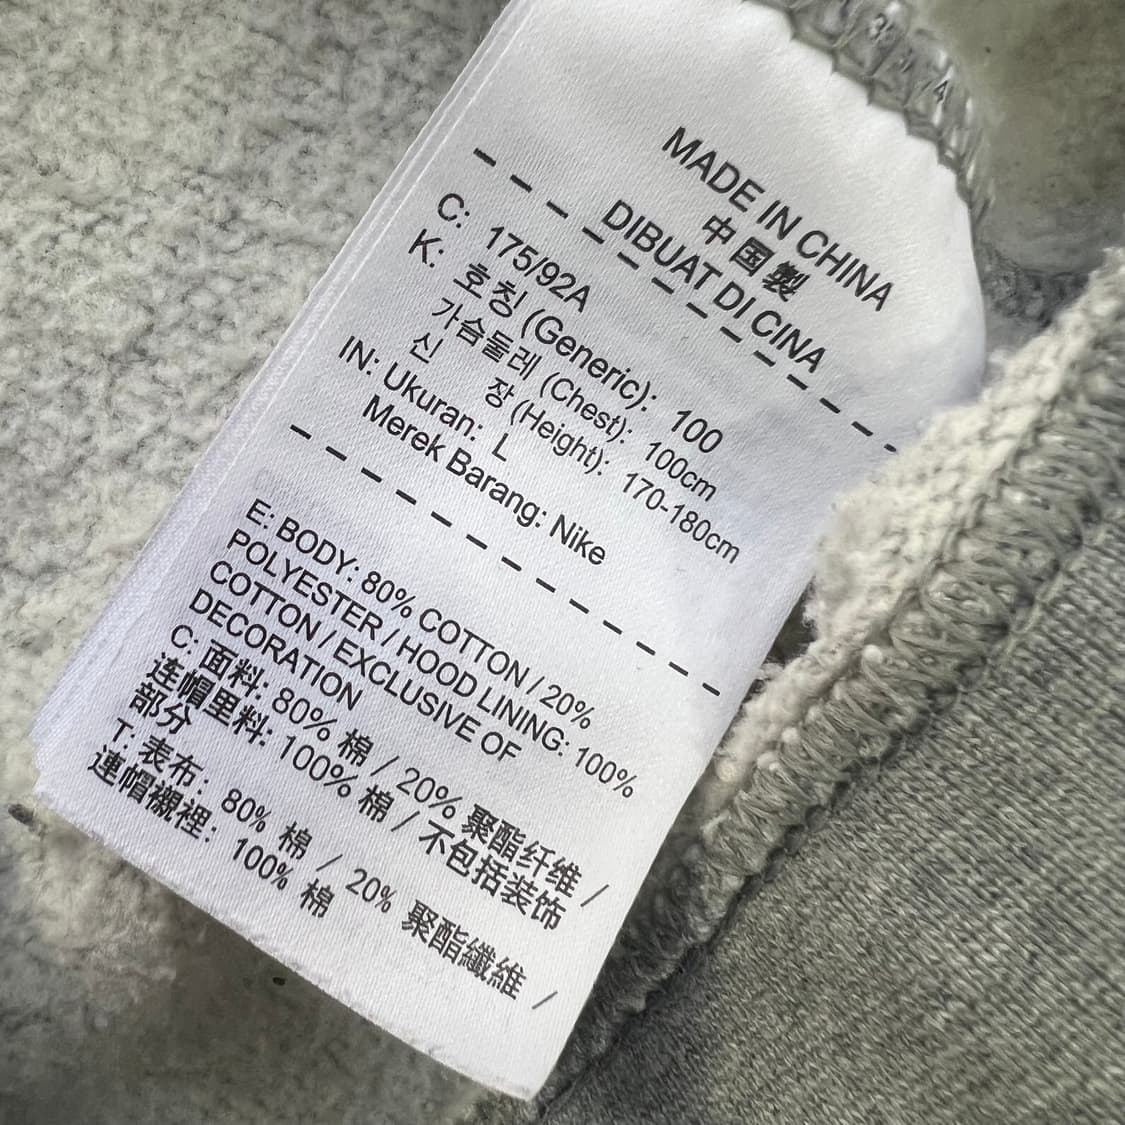 MADE IN CHINA
中国製
DIBUAT DI CINA
C: 175/92A
K: 호칭 (Generic): 100
가슴둘레 (Chest): 100cm
신 장 (Height): 170-180cm
IN: Ukuran: L
Merek Barang: Nike
E: BODY: 80% COTTON / 20%
POLYESTER / HOOD LINING: 100%
COTTON / EXCLUSIVE OF
DECORATION
C: 面料: 80% 棉 / 20% 聚酯纤维 /
连帽里料: 100% 棉 / 不包括装饰
部分
T: 表布: 80% 棉 / 20% 聚酯纖維 /
連帽襯裡: 100% 棉